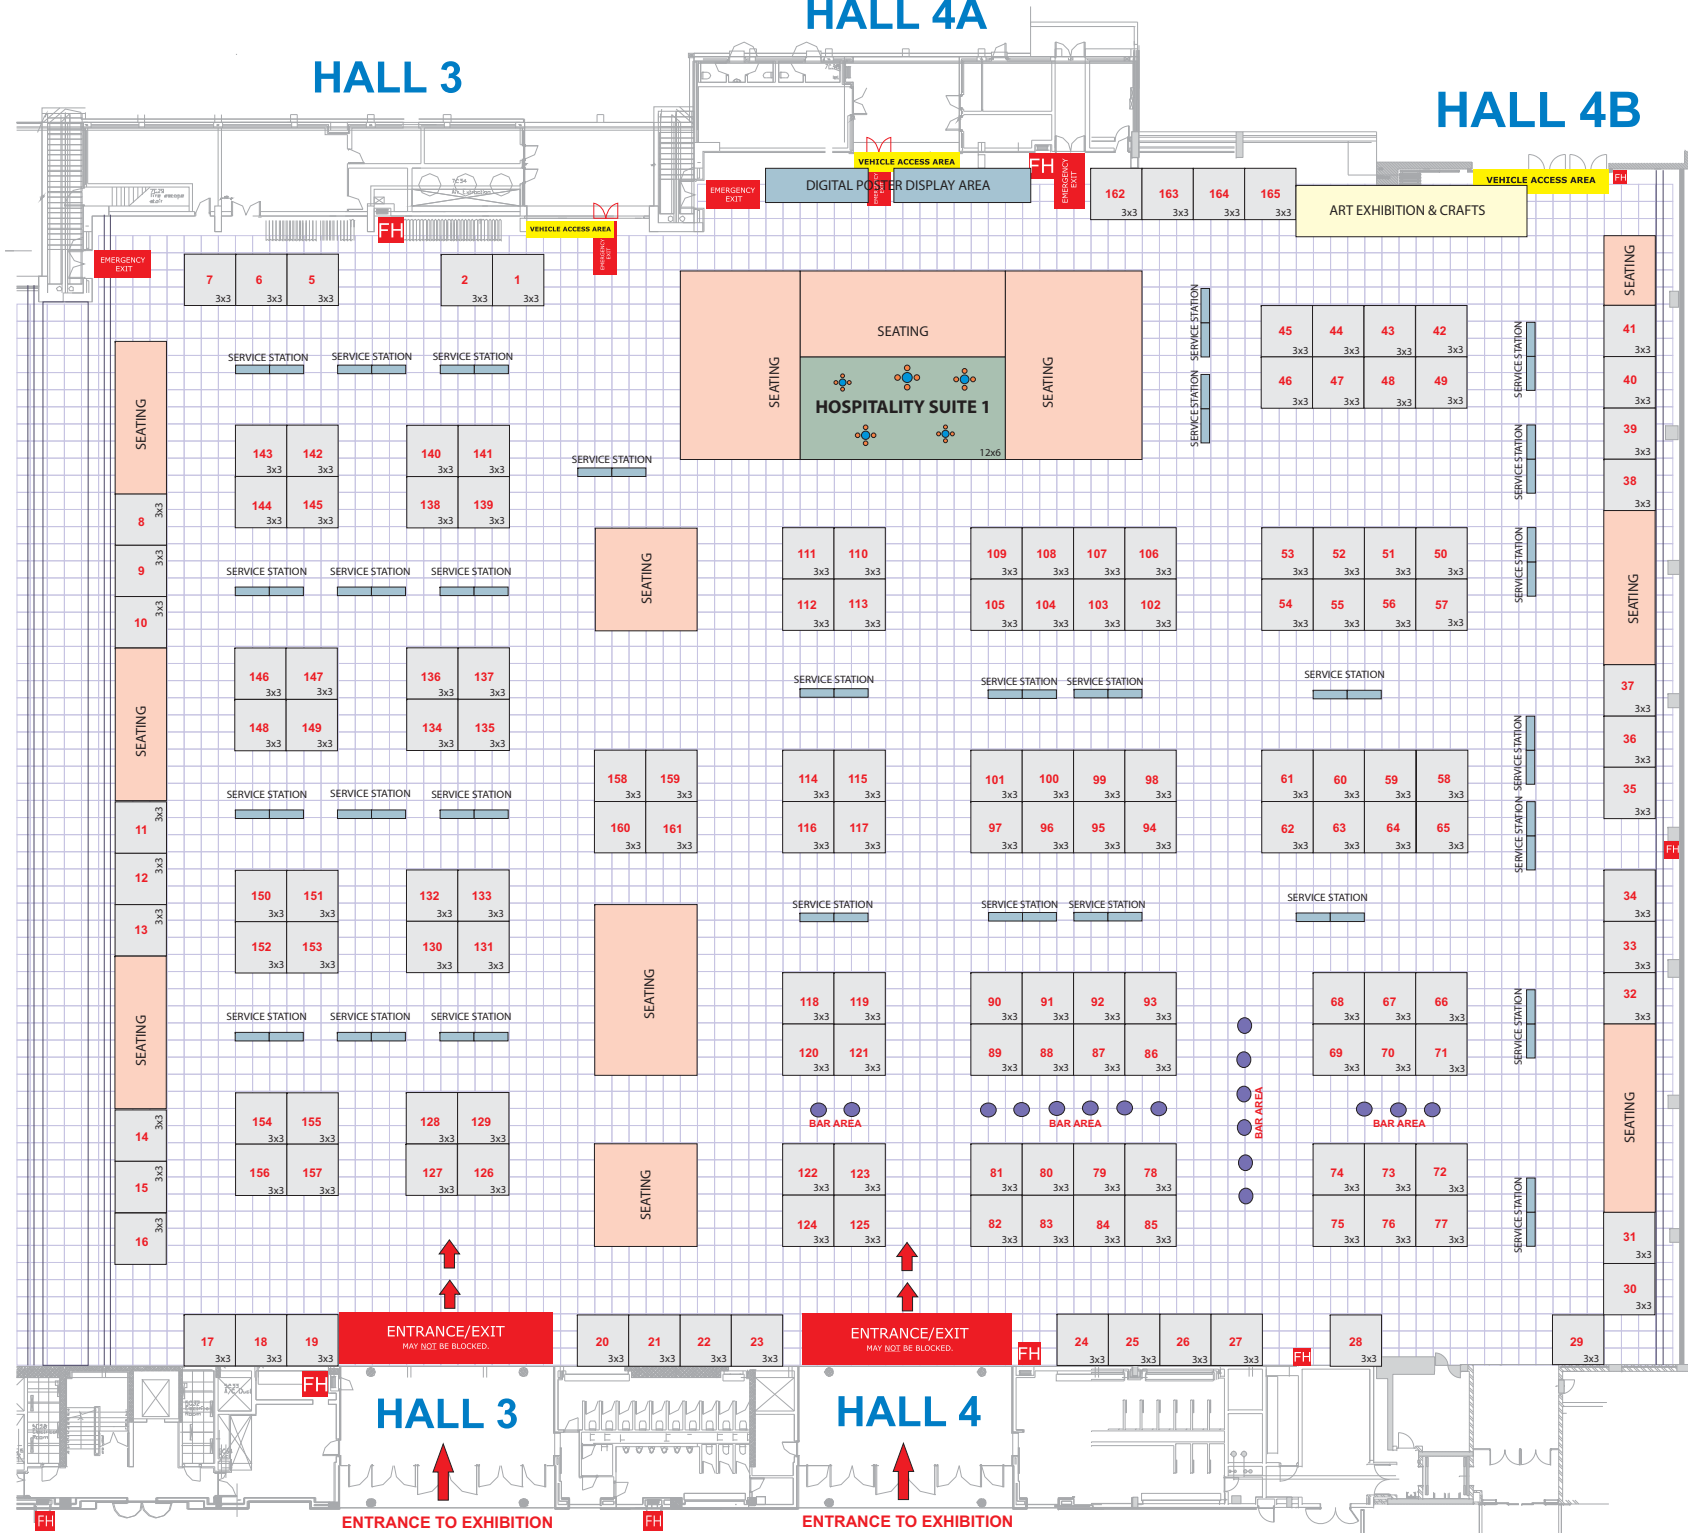 HALL 4A
HALL 3
HALL 4B
VEHICLE ACCESS AREA
FH
EMERGENCY
EXIT
DIGITAL POSTER DISPLAY AREA
EMERGENCY
EXIT
EMERGENCY
EXIT
162 3x3 163 3x3 164 3x3 165 3x3
VEHICLE ACCESS AREA
FH
ART EXHIBITION & CRAFTS
FH
VEHICLE ACCESS AREA
EMERGENCY
EXIT
EMERGENCY
EXIT
7 3x3 6 3x3 5 3x3 2 3x3 1 3x3
SEATING
SEATING
SEATING
SEATING
HOSPITALITY SUITE 1
12x6
SERVICE STATION
SERVICE STATION
45 3x3 44 3x3 43 3x3 42 3x3
46 3x3 47 3x3 48 3x3 49 3x3
SERVICE STATION
SERVICE STATION
SERVICE STATION
41 3x3
40 3x3
39 3x3
38 3x3
SEATING
37 3x3
36 3x3
35 3x3
SERVICE STATION
SERVICE STATION
FH
34 3x3
33 3x3
32 3x3
SEATING
SERVICE STATION
SERVICE STATION
31 3x3
30 3x3
SERVICE STATION SERVICE STATION SERVICE STATION
SEATING
143 3x3 142 3x3 140 3x3 141 3x3
144 3x3 145 3x3 138 3x3 139 3x3
SERVICE STATION
8 3x3
9 3x3
10 3x3
SERVICE STATION SERVICE STATION SERVICE STATION
SEATING
111 3x3 110 3x3 109 3x3 108 3x3 107 3x3 106 3x3 53 3x3 52 3x3 51 3x3 50 3x3
112 3x3 113 3x3 105 3x3 104 3x3 103 3x3 102 3x3 54 3x3 55 3x3 56 3x3 57 3x3
SEATING
146 3x3 147 3x3 136 3x3 137 3x3
148 3x3 149 3x3 134 3x3 135 3x3
SERVICE STATION SERVICE STATION SERVICE STATION SERVICE STATION
SERVICE STATION SERVICE STATION SERVICE STATION
158 3x3 159 3x3 114 3x3 115 3x3 101 3x3 100 3x3 99 3x3 98 3x3 61 3x3 60 3x3 59 3x3 58 3x3
160 3x3 161 3x3 116 3x3 117 3x3 97 3x3 96 3x3 95 3x3 94 3x3 62 3x3 63 3x3 64 3x3 65 3x3
11 3x3
12 3x3
13 3x3
150 3x3 151 3x3 132 3x3 133 3x3
152 3x3 153 3x3 130 3x3 131 3x3
SERVICE STATION SERVICE STATION SERVICE STATION SERVICE STATION
SEATING
SEATING
SERVICE STATION SERVICE STATION SERVICE STATION
118 3x3 119 3x3 90 3x3 91 3x3 92 3x3 93 3x3 68 3x3 67 3x3 66 3x3
120 3x3 121 3x3 89 3x3 88 3x3 87 3x3 86 3x3 69 3x3 70 3x3 71 3x3
BAR AREA BAR AREA BAR AREA BAR AREA
14 3x3
15 3x3
16
154 3x3 155 3x3 128 3x3 129 3x3
156 3x3 157 3x3 127 3x3 126 3x3
SEATING
122 3x3 123 3x3 81 3x3 80 3x3 79 3x3 78 3x3 74 3x3 73 3x3 72 3x3
124 3x3 125 3x3 82 3x3 83 3x3 84 3x3 85 3x3 75 3x3 76 3x3 77 3x3
17 3x3 18 3x3 19 3x3
ENTRANCE/EXIT
MAY NOT BE BLOCKED.
20 3x3 21 3x3 22 3x3 23 3x3
ENTRANCE/EXIT
MAY NOT BE BLOCKED.
FH
24 3x3 25 3x3 26 3x3 27 3x3
FH
28 3x3 29 3x3
FH
HALL 3
HALL 4
FH
ENTRANCE TO EXHIBITION
FH
ENTRANCE TO EXHIBITION